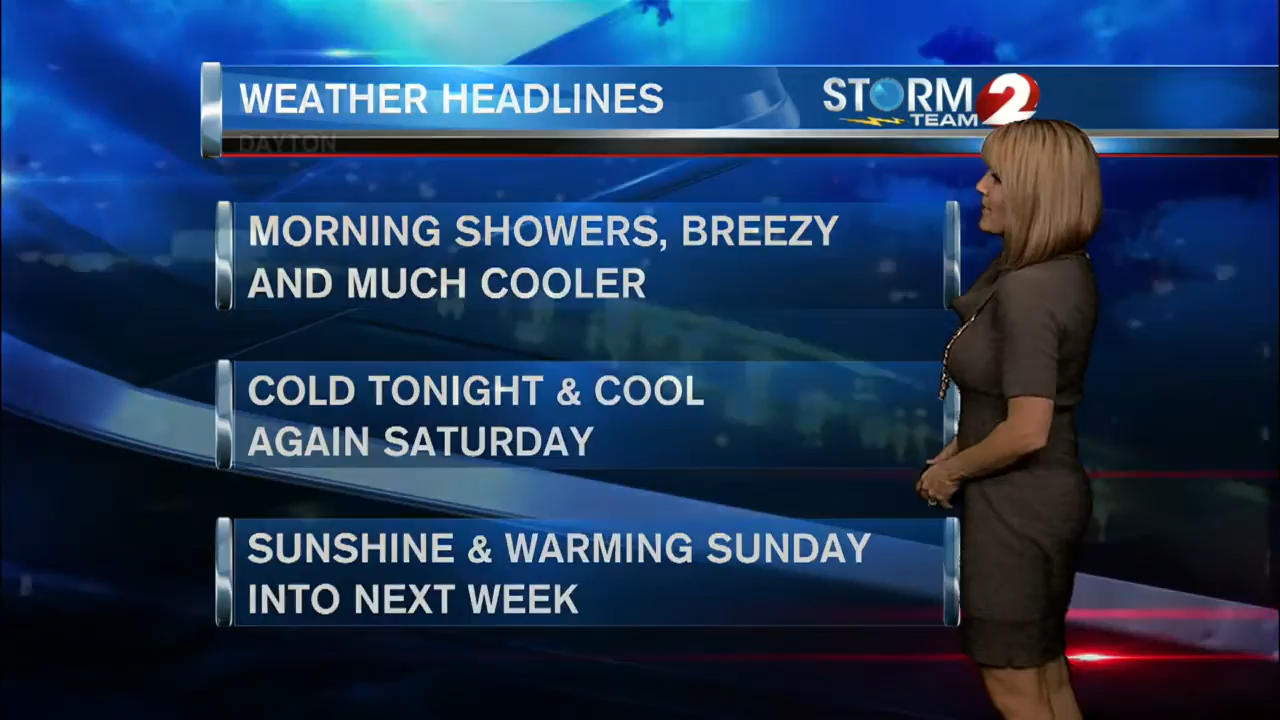 WEATHER HEADLINES
STORM
TEAM 2
DAYTON
MORNING SHOWERS, BREEZY
AND MUCH COOLER
COLD TONIGHT & COOL
AGAIN SATURDAY
SUNSHINE & WARMING SUNDAY
INTO NEXT WEEK